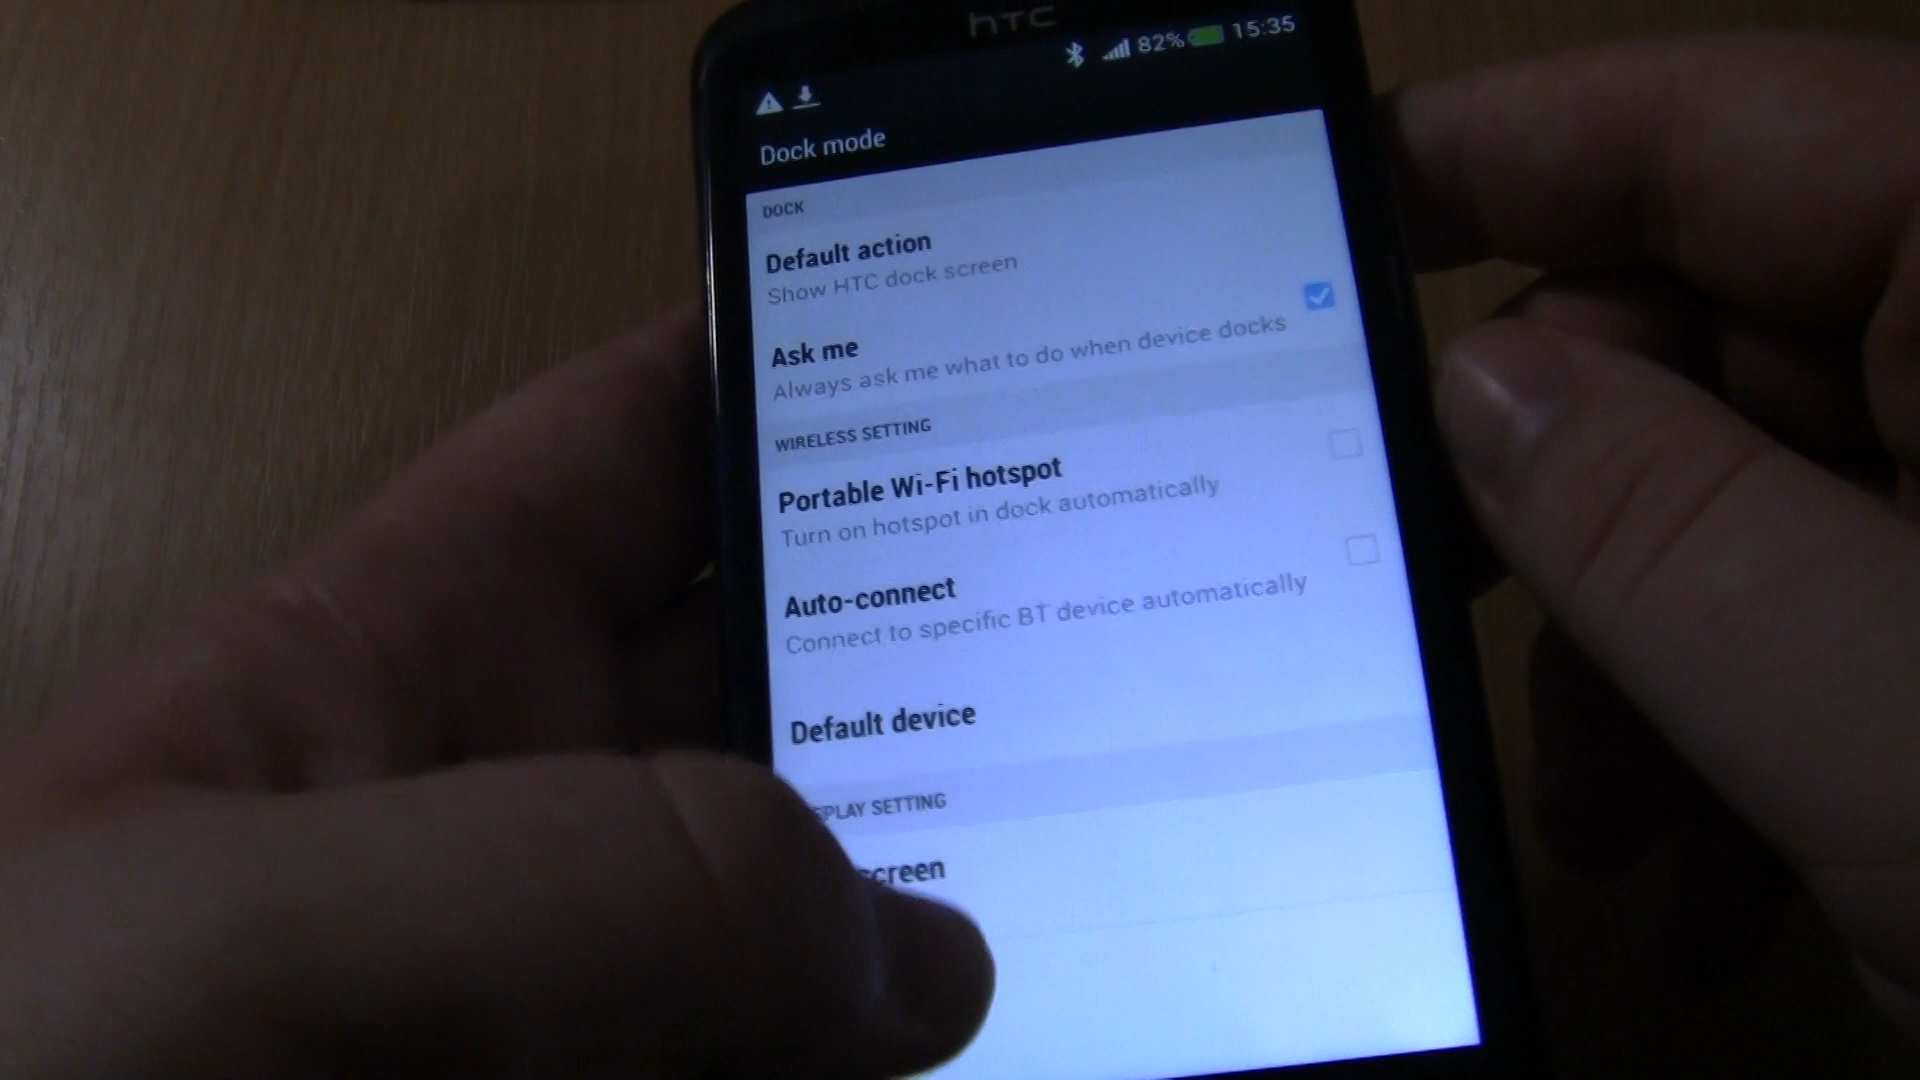 hTC
82% 15:35
Dock mode
DOCK
Default action
Show HTC dock screen
Ask me
Always ask me what to do when device docks
WIRELESS SETTING
Portable Wi-Fi hotspot
Turn on hotspot in dock automatically
Auto-connect
Connect to specific BT device automatically
Default device
SPLAY SETTING
screen